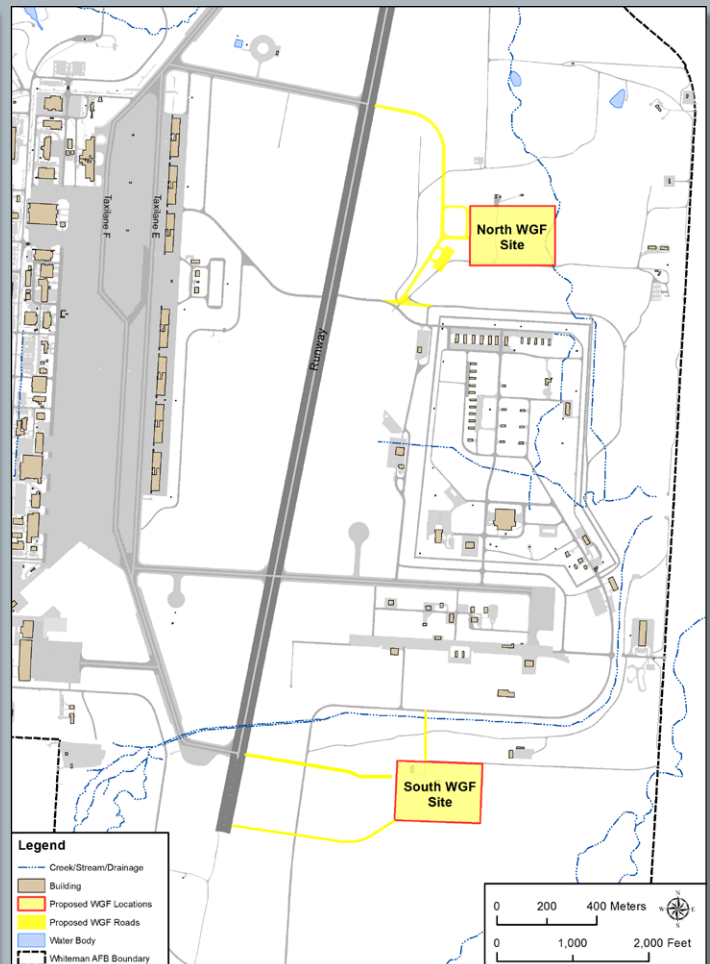 Taxilane F
Taxilane E
North WGF
Site
Runway
South WGF
Site
Legend
Creek/Stream/Drainage
Building
Proposed WGF Locations
Proposed WGF Roads
Water Body
Whiteman AFB Boundary
0 200 400 Meters
N
W E
S
0 1,000 2,000 Feet